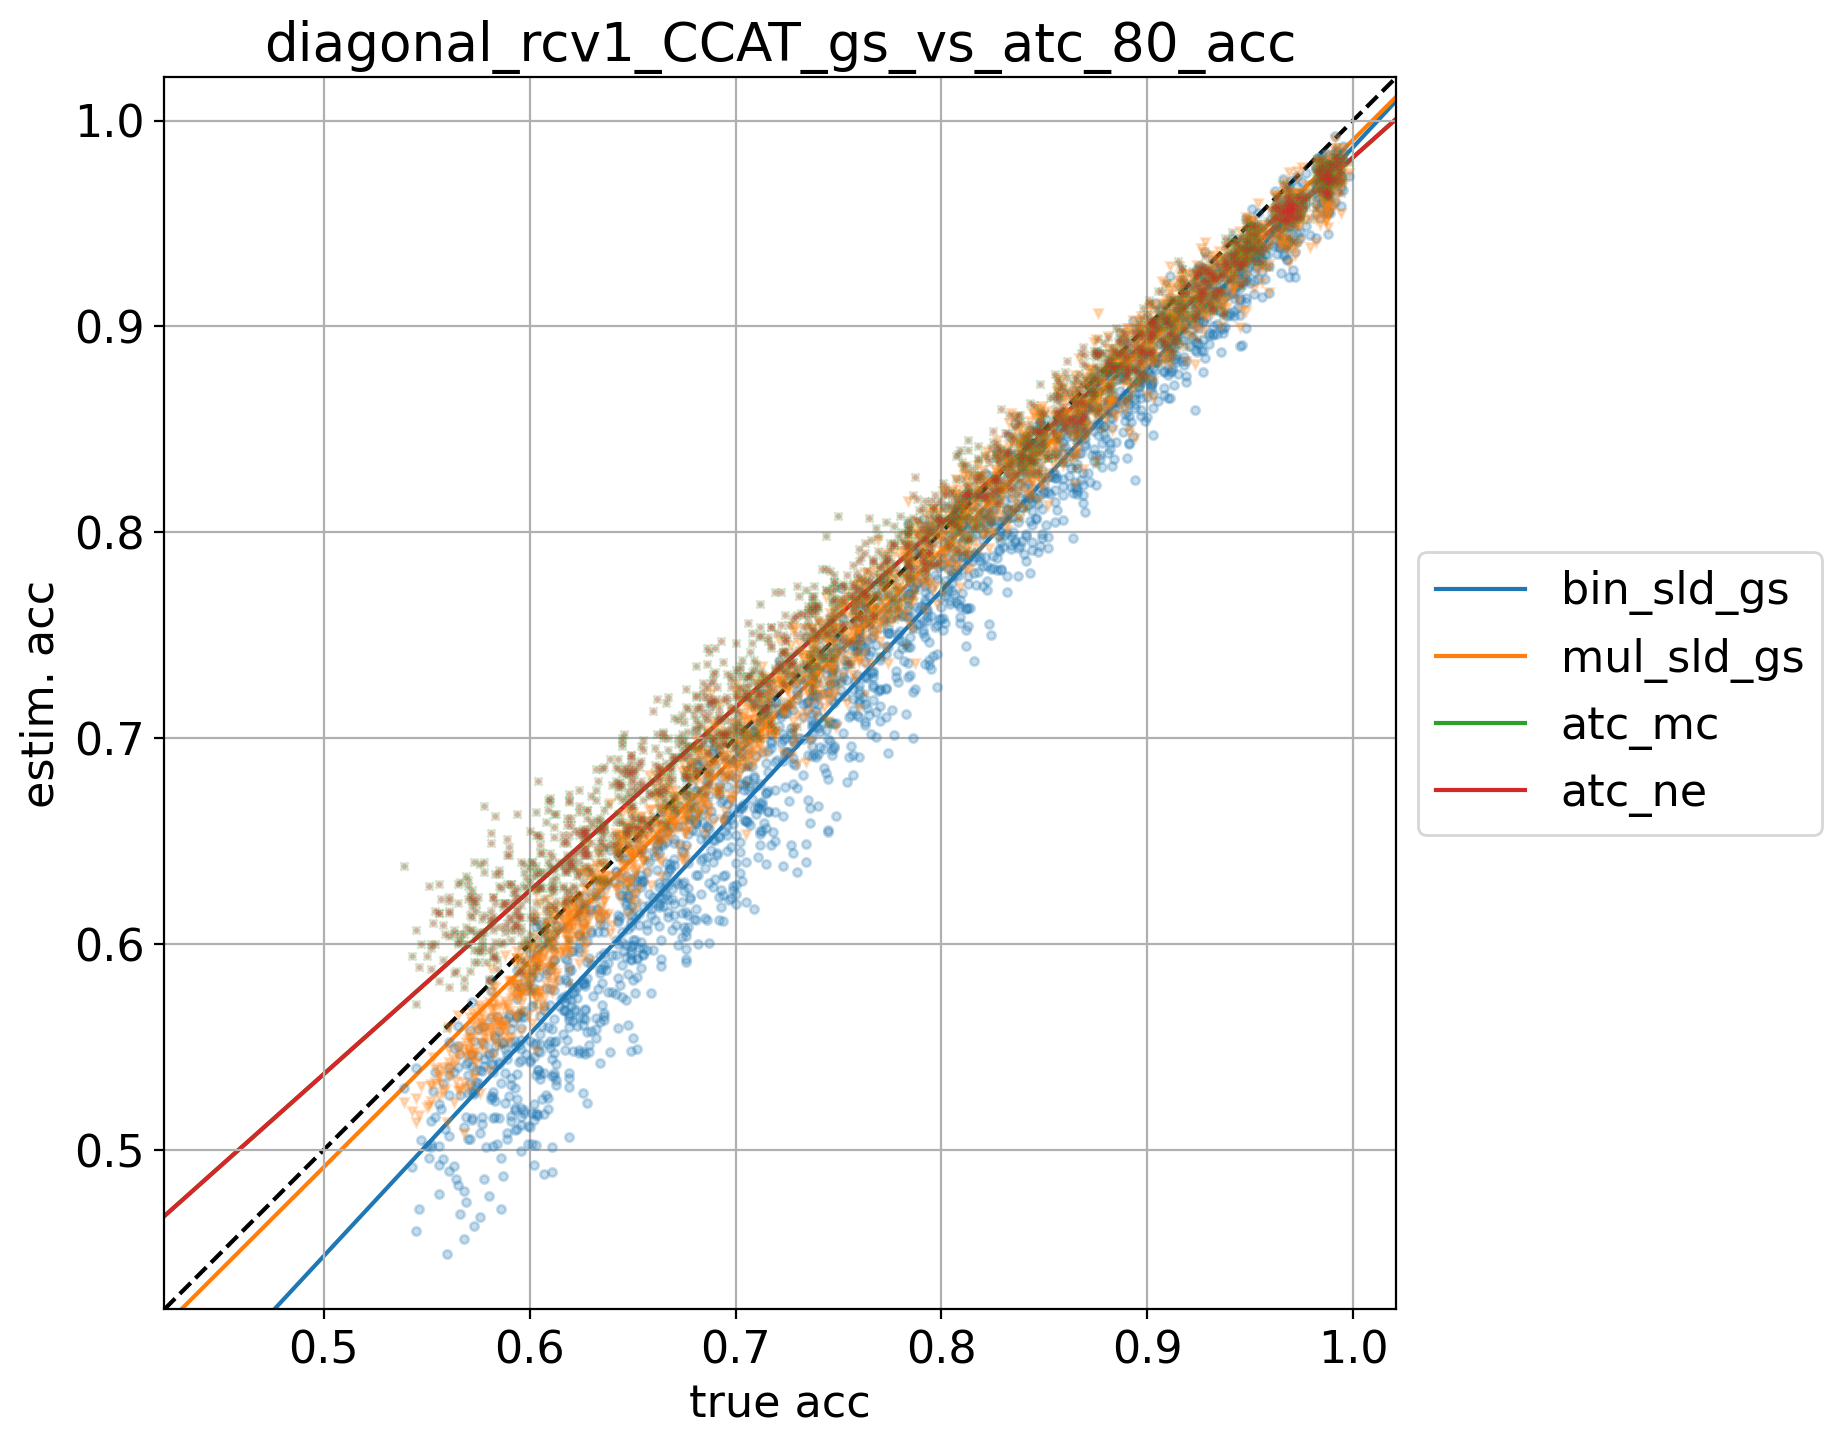 diagonal_rcv1_CCAT_gs_vs_atc_80_acc
1.0
0.9
0.8
0.7
0.6
0.5
estim. acc
0.5 0.6 0.7 0.8 0.9 1.0
true acc
bin_sld_gs
mul_sld_gs
atc_mc
atc_ne